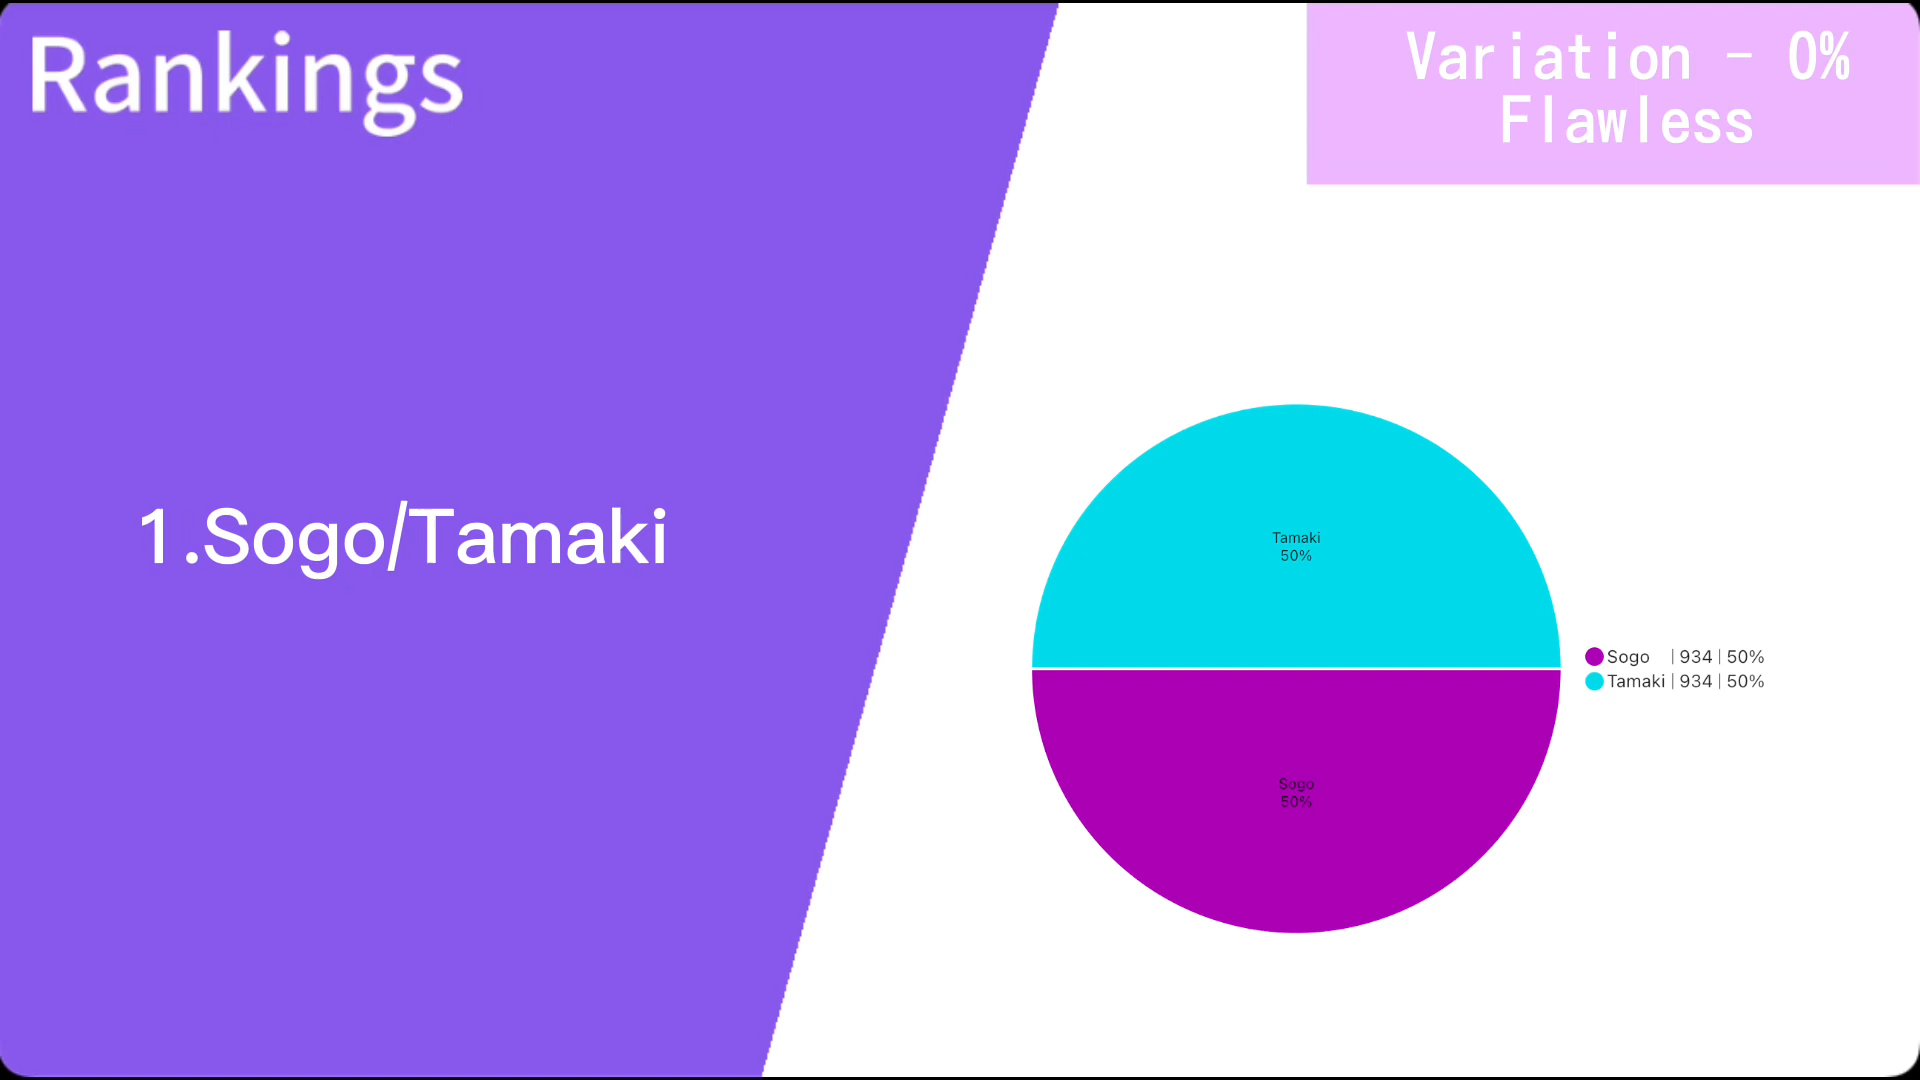 Rankings
Variation - 0%
Flawless
1.Sogo/Tamaki
Tamaki
50%
Sogo | 934 | 50%
Tamaki | 934 | 50%
Sogo
50%